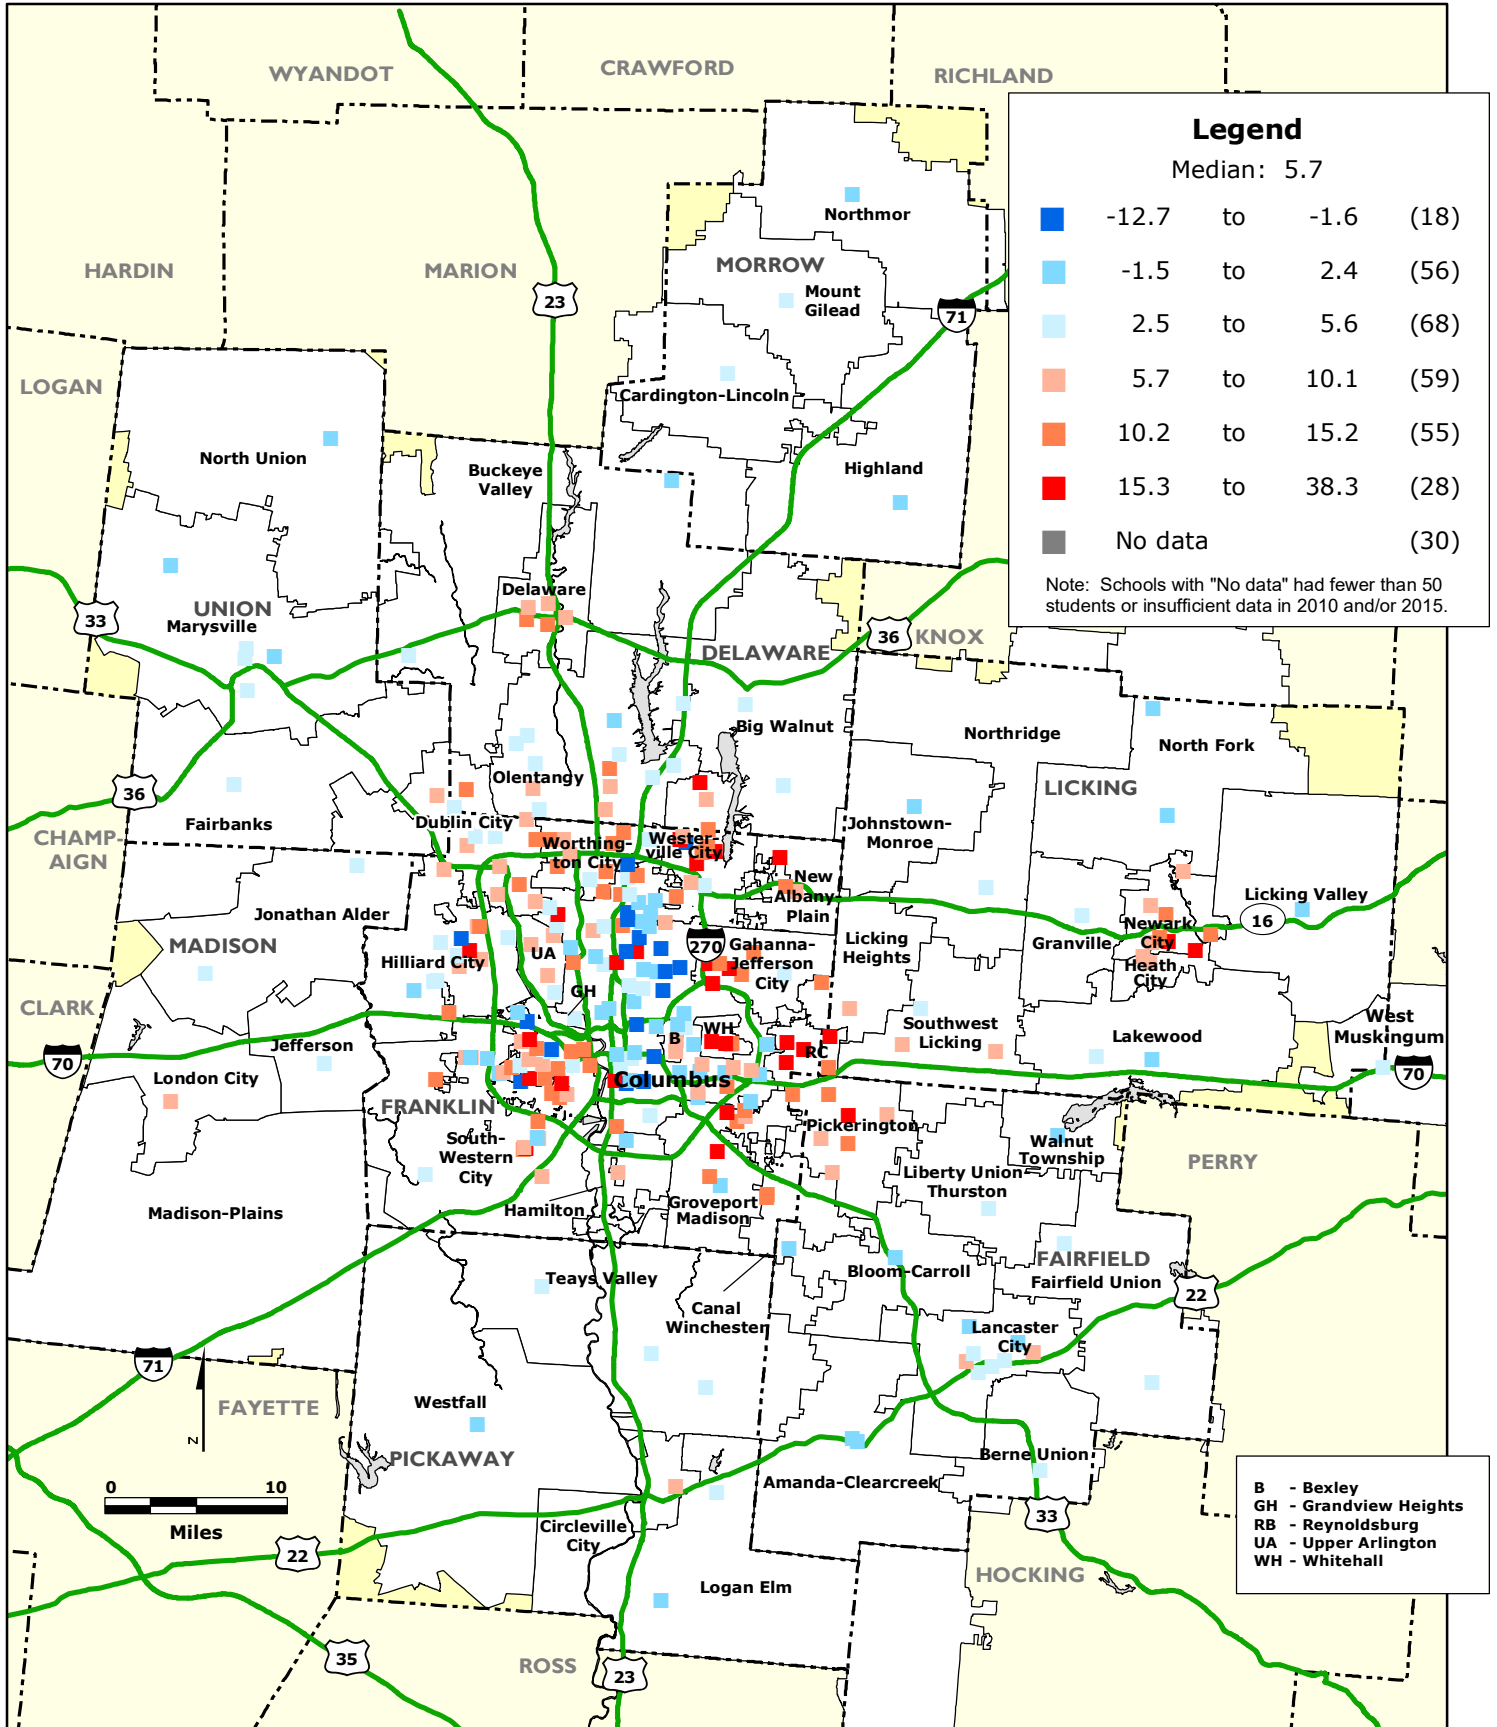 WYANDOT
CRAWFORD
RICHLAND
Legend
Median: 5.7
-12.7 to -1.6 (18)
-1.5 to 2.4 (56)
2.5 to 5.6 (68)
5.7 to 10.1 (59)
10.2 to 15.2 (55)
15.3 to 38.3 (28)
No data (30)
Note: Schools with "No data" had fewer than 50
students or insufficient data in 2010 and/or 2015.
Northmor
HARDIN
MARION
MORROW
Mount
Gilead
23
71
LOGAN
Cardington-Lincoln
North Union
Buckeye
Valley
Highland
Delaware
UNION
Marysville
33
36
KNOX
DELAWARE
Big Walnut
Northridge
North Fork
Olentangy
LICKING
36
Fairbanks
Dublin City
CHAMP-
AIGN
Worthing-
ton City
Wester-
ville City
Johnstown-
Monroe
New
Albany-
Plain
Licking Valley
Jonathan Alder
MADISON
16
Newark
City
Granville
Heath
City
Licking
Heights
270
Gahanna-
Jefferson
City
UA
Hilliard City
GH
CLARK
West
Muskingum
Southwest
Licking
Lakewood
WH
B
RC
Jefferson
70
London City
Columbus
70
FRANKLIN
Pickerington
South-
Western
City
Walnut
Township
PERRY
Liberty Union-
Thurston
Madison-Plains
Hamilton
Groveport
Madison
FAIRFIELD
Fairfield Union
Bloom-Carroll
Teays Valley
22
Canal
Winchester
Lancaster
City
71
FAYETTE
Westfall
PICKAWAY
Berne Union
Amanda-Clearcreek
N
0 10
Miles
B - Bexley
GH - Grandview Heights
RB - Reynoldsburg
UA - Upper Arlington
WH - Whitehall
33
Circleville
City
22
HOCKING
Logan Elm
35
ROSS
23